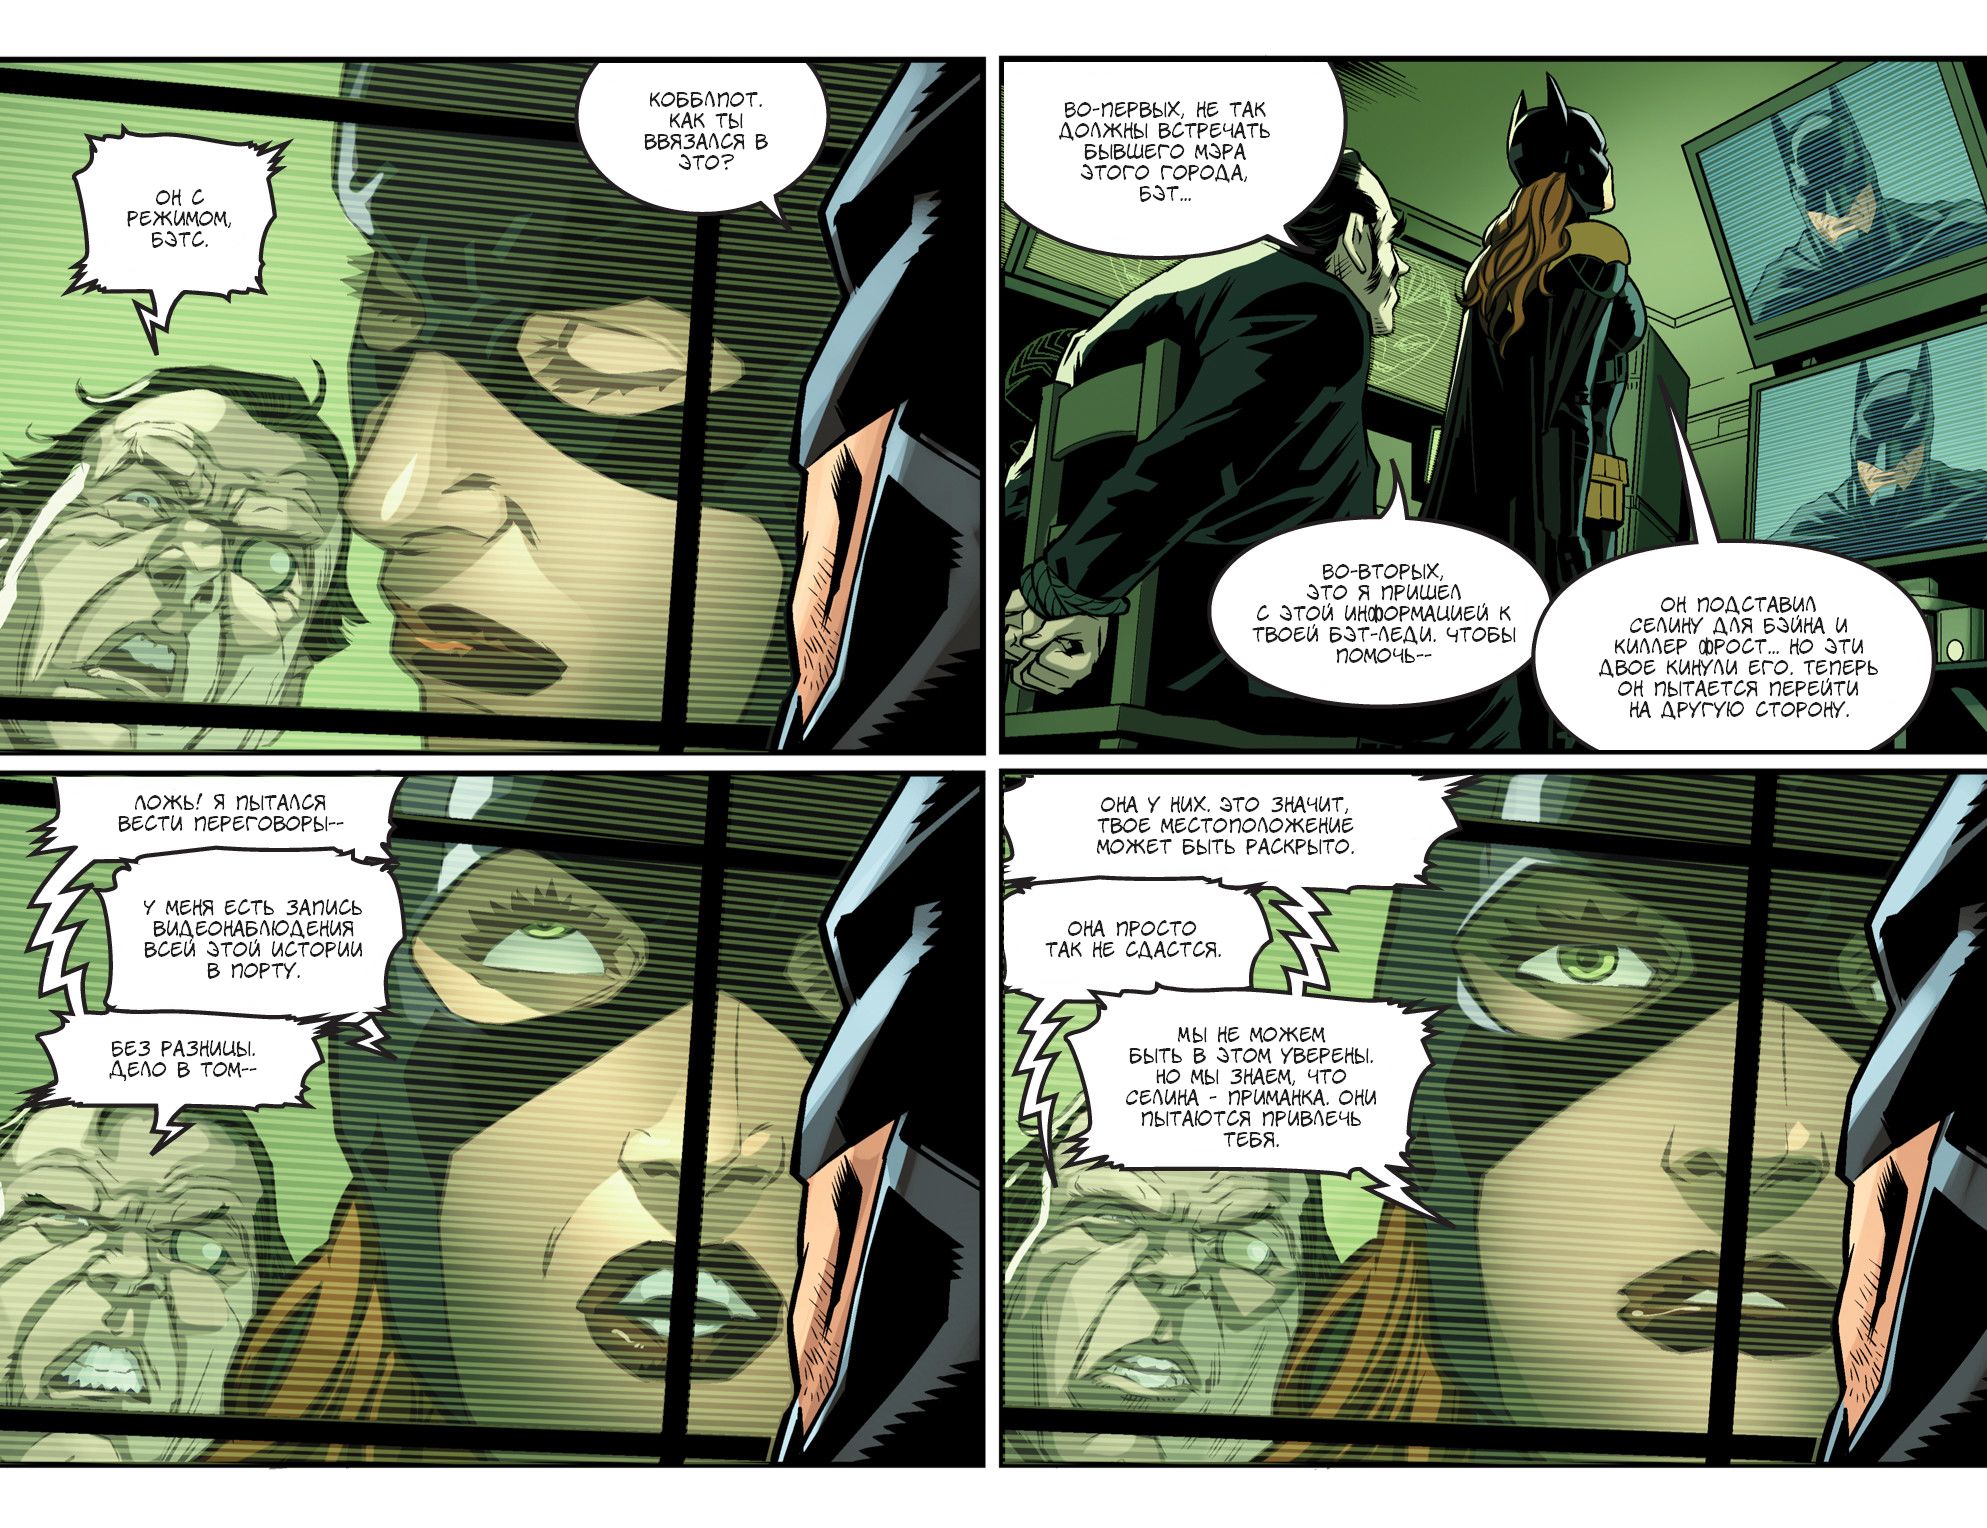 КОББЛПОТ.
КАК ТЫ
ВВЯЗАЛСЯ В
ЭТО?
ОН С
РЕЖИМОМ,
БЭТС.
ВО-ПЕРВЫХ, НЕ ТАК
ДОЛЖНЫ ВСТРЕЧАТЬ
БЫВШЕГО МЭРА
ЭТОГО ГОРОДА,
БЭТ...
ВО-ВТОРЫХ,
ЭТО Я ПРИШЕЛ
С ЭТОЙ ИНФОРМАЦИЕЙ К
ТВОЕЙ БЭТ-ЛЕДИ. ЧТОБЫ
ПОМОЧЬ--
ОН ПОДСТАВИЛ
СЕЛИНУ ДЛЯ БЭЙНА И
КИЛЛЕР ФРОСТ... НО ЭТИ
ДВОЕ КИНУЛИ ЕГО. ТЕПЕРЬ
ОН ПЫТАЕТСЯ ПЕРЕЙТИ
НА ДРУГУЮ СТОРОНУ.
ЛОЖЬ! Я ПЫТАЛСЯ
ВЕСТИ ПЕРЕГОВОРЫ--
У МЕНЯ ЕСТЬ ЗАПИСЬ
ВИДЕОНАБЛЮДЕНИЯ
ВСЕЙ ЭТОЙ ИСТОРИИ
В ПОРТУ.
БЕЗ РАЗНИЦЫ.
ДЕЛО В ТОМ--
ОНА У НИХ. ЭТО ЗНАЧИТ,
ТВОЕ МЕСТОПОЛОЖЕНИЕ
МОЖЕТ БЫТЬ РАСКРЫТО.
ОНА ПРОСТО
ТАК НЕ СДАСТСЯ.
МЫ НЕ МОЖЕМ
БЫТЬ В ЭТОМ УВЕРЕНЫ.
НО МЫ ЗНАЕМ, ЧТО
СЕЛИНА - ПРИМАНКА. ОНИ
ПЫТАЮТСЯ ПРИВЛЕЧЬ
ТЕБЯ.